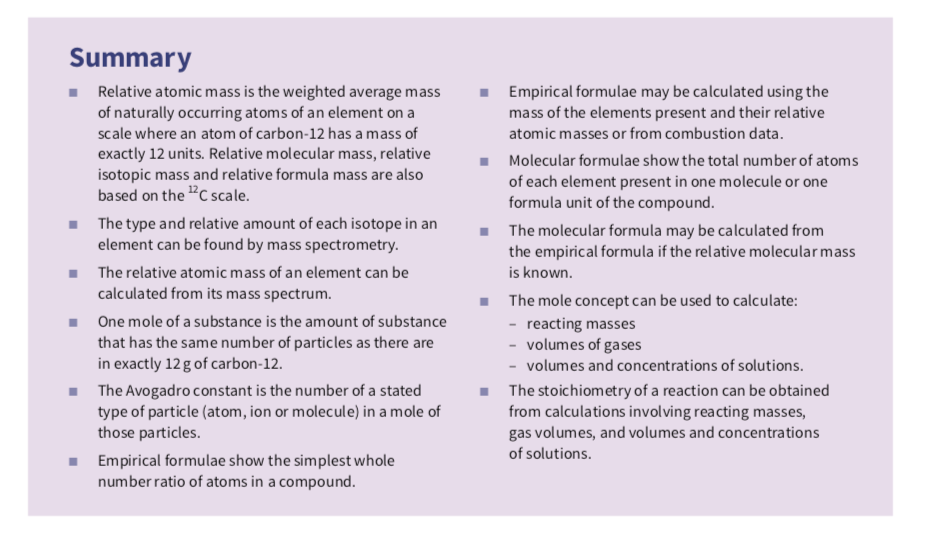 Summary
■ Relative atomic mass is the weighted average mass
of naturally occurring atoms of an element on a
scale where an atom of carbon-12 has a mass of
exactly 12 units. Relative molecular mass, relative
isotopic mass and relative formula mass are also
based on the ¹²C scale.
■ The type and relative amount of each isotope in an
element can be found by mass spectrometry.
■ The relative atomic mass of an element can be
calculated from its mass spectrum.
■ One mole of a substance is the amount of substance
that has the same number of particles as there are
in exactly 12 g of carbon-12.
■ The Avogadro constant is the number of a stated
type of particle (atom, ion or molecule) in a mole of
those particles.
■ Empirical formulae show the simplest whole
number ratio of atoms in a compound.
■ Empirical formulae may be calculated using the
mass of the elements present and their relative
atomic masses or from combustion data.
■ Molecular formulae show the total number of atoms
of each element present in one molecule or one
formula unit of the compound.
■ The molecular formula may be calculated from
the empirical formula if the relative molecular mass
is known.
■ The mole concept can be used to calculate:
– reacting masses
– volumes of gases
– volumes and concentrations of solutions.
■ The stoichiometry of a reaction can be obtained
from calculations involving reacting masses,
gas volumes, and volumes and concentrations
of solutions.